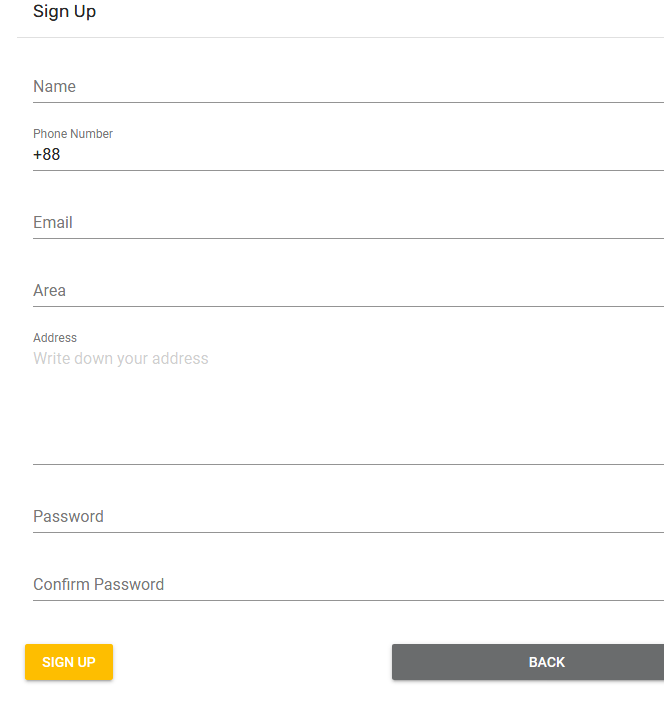 Sign Up
Name
Phone Number
+88
Email
Area
Address
Write down your address
Password
Confirm Password
SIGN UP
BACK